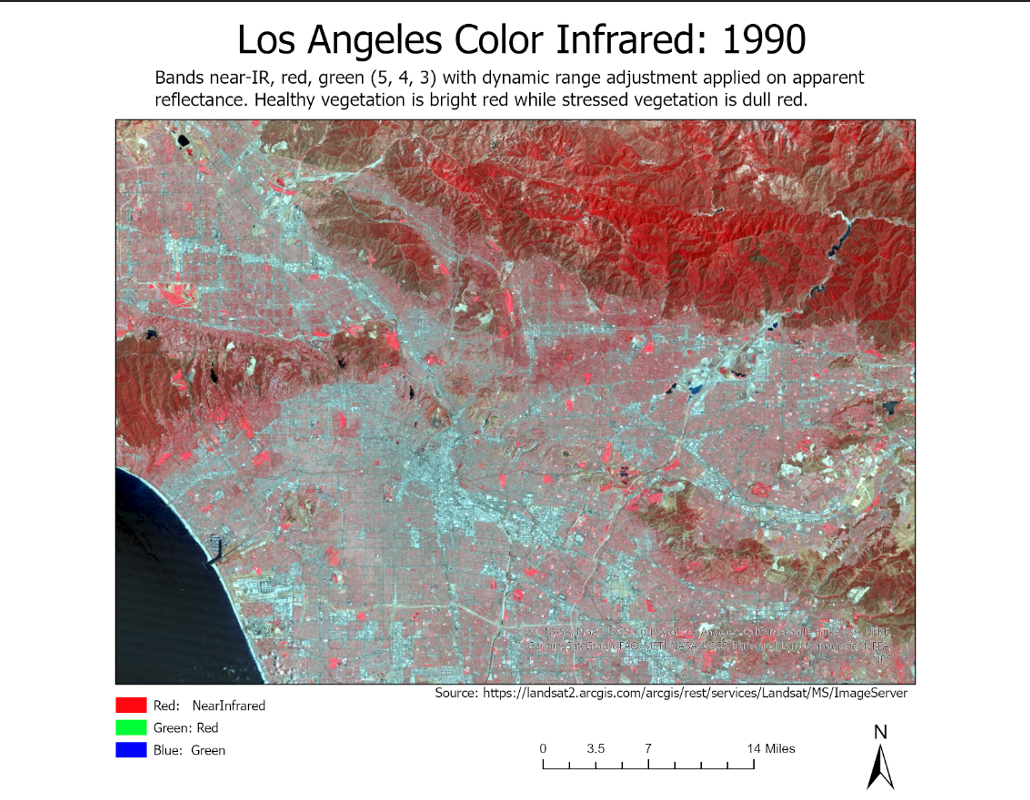 Los Angeles Color Infrared: 1990
Bands near-IR, red, green (5, 4, 3) with dynamic range adjustment applied on apparent
reflectance. Healthy vegetation is bright red while stressed vegetation is dull red.
Source: https://landsat2.arcgis.com/arcgis/rest/services/Landsat/MS/ImageServer
Red: NearInfrared
Green: Red
Blue: Green
0 3.5 7 14 Miles
N